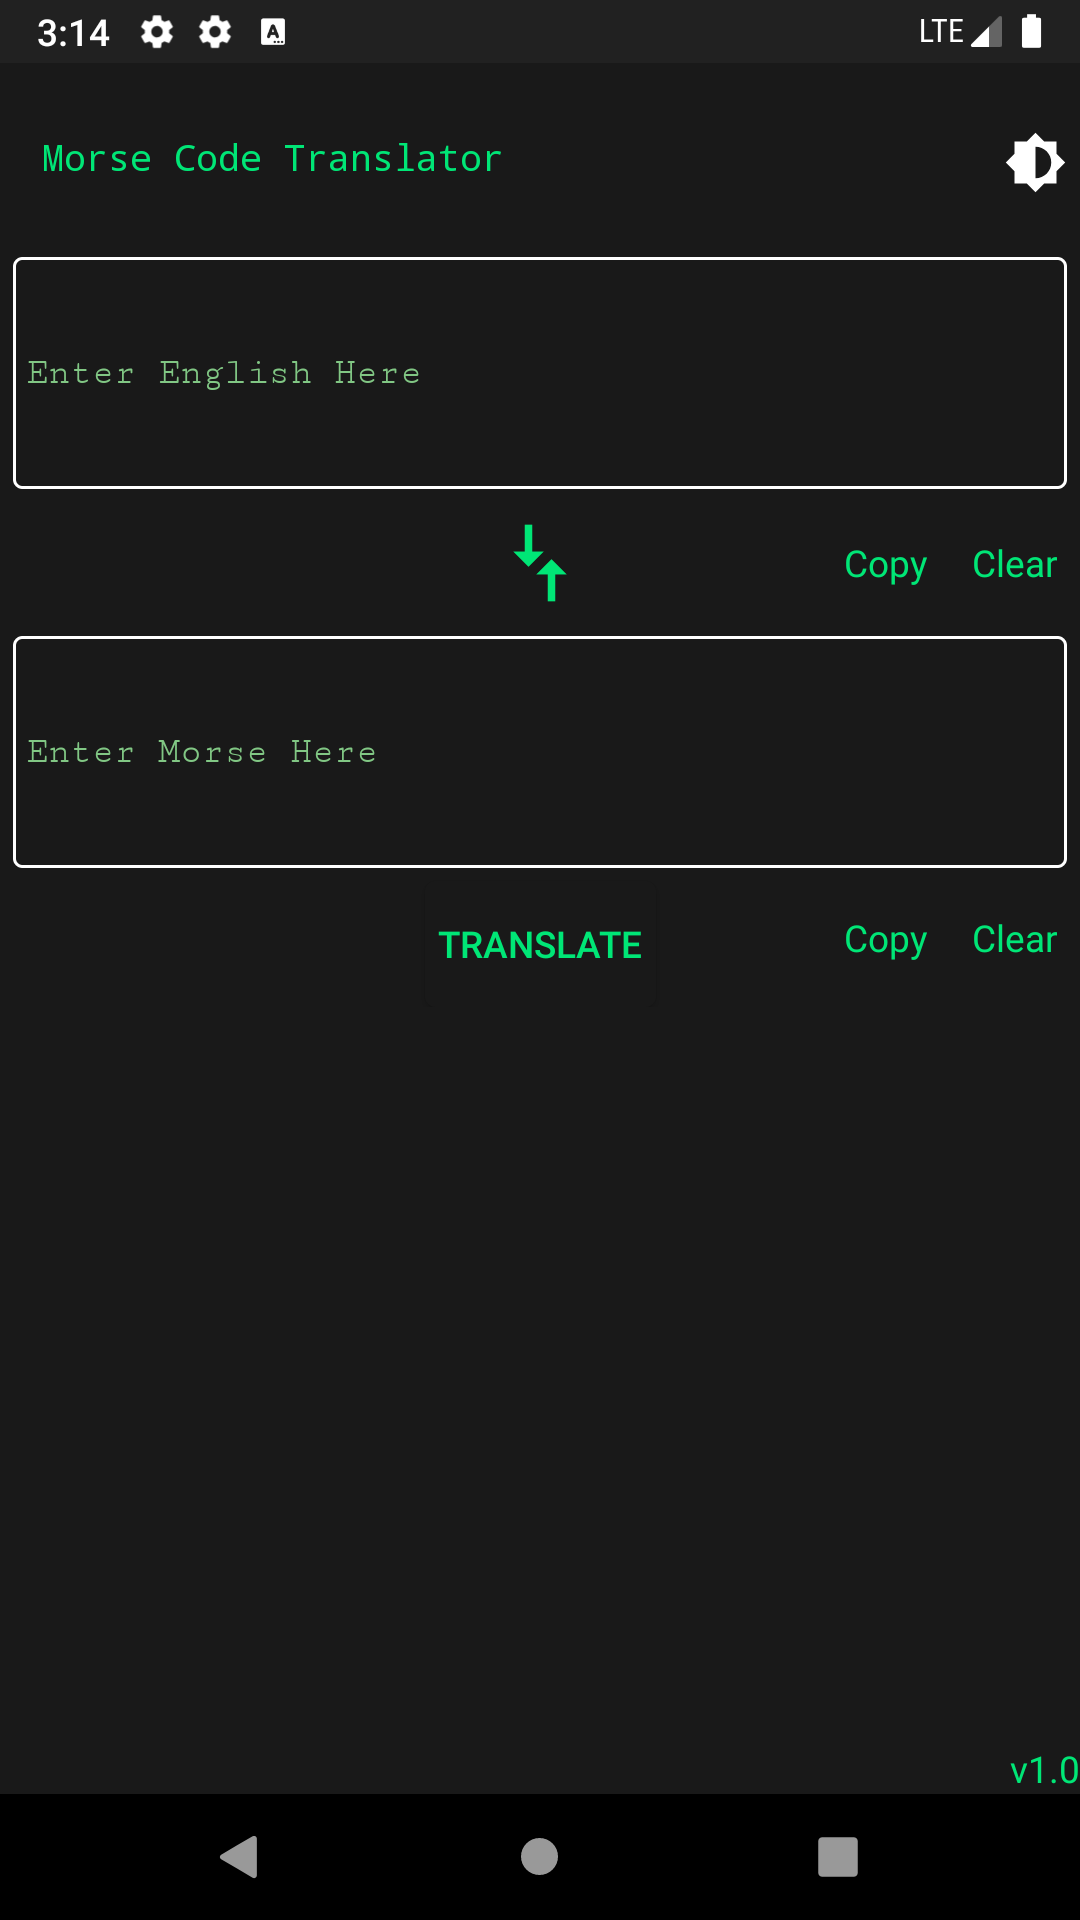 3:14 LTE
Morse Code Translator
Enter English Here
Copy Clear
Enter Morse Here
TRANSLATE Copy Clear
v1.0